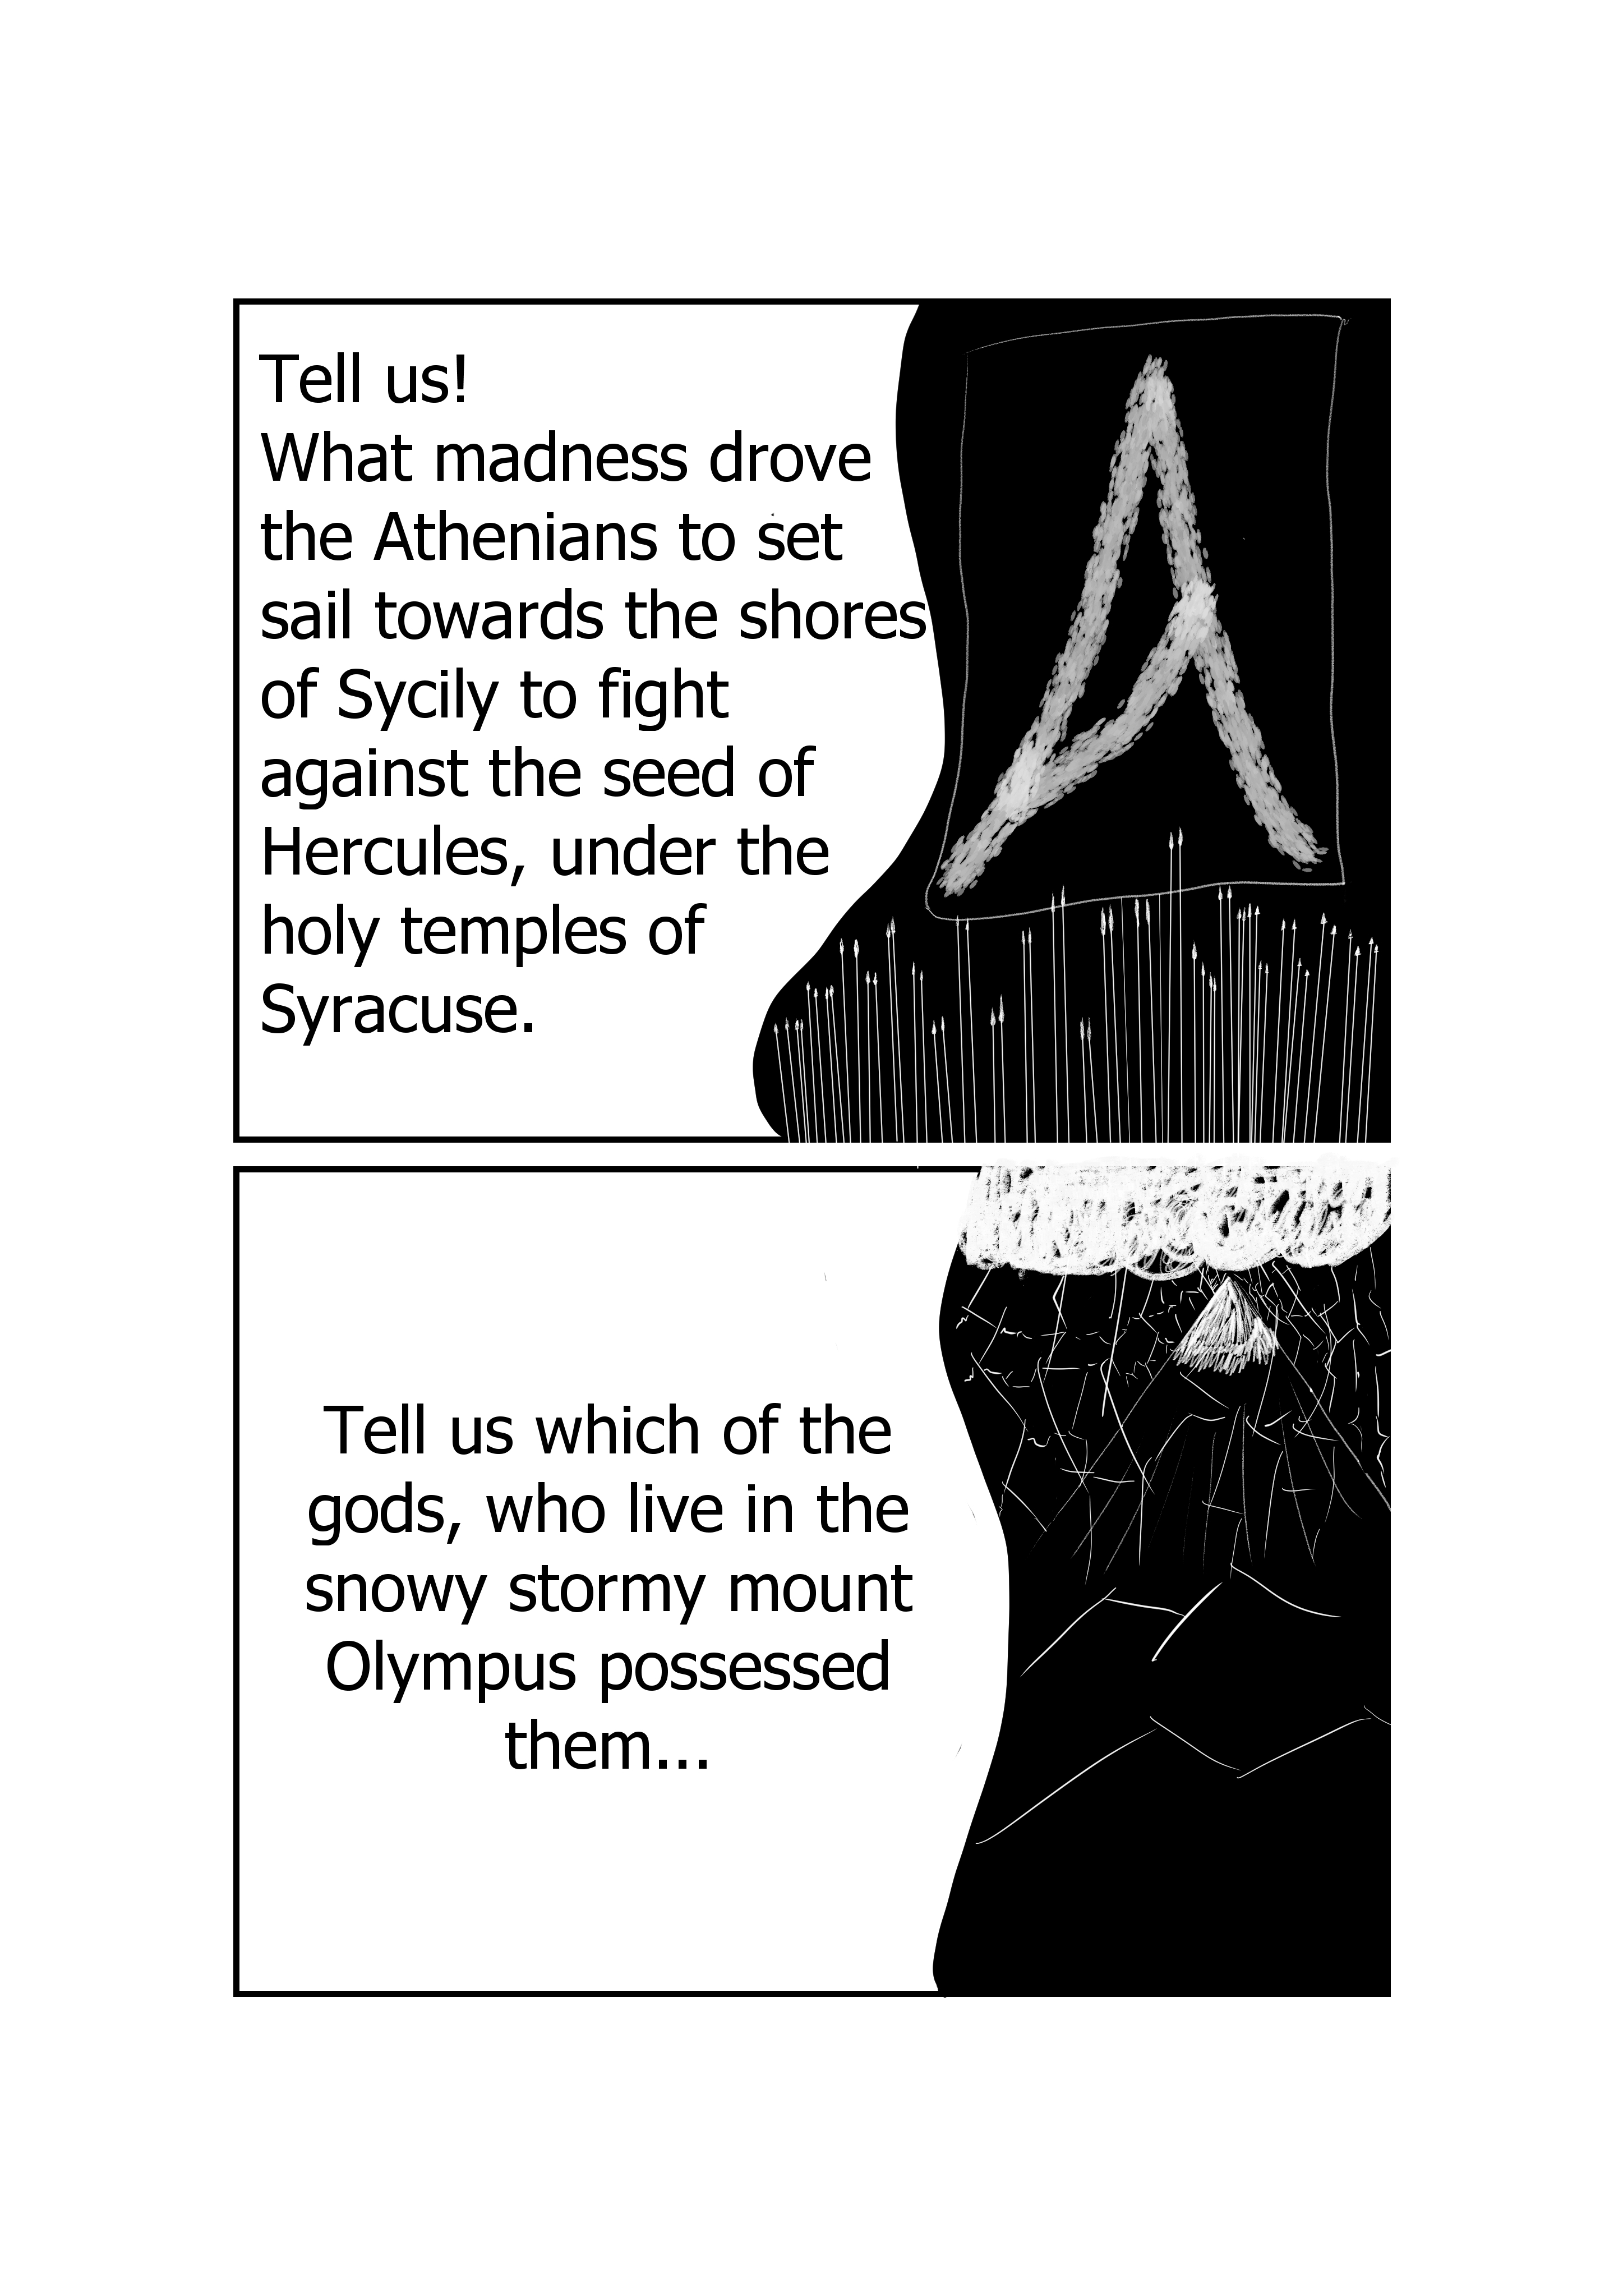 Tell us!
What madness drove
the Athenians to set
sail towards the shores
of Sycily to fight
against the seed of
Hercules, under the
holy temples of
Syracuse.
A
Tell us which of the
gods, who live in the
snowy stormy mount
Olympus possessed
them...